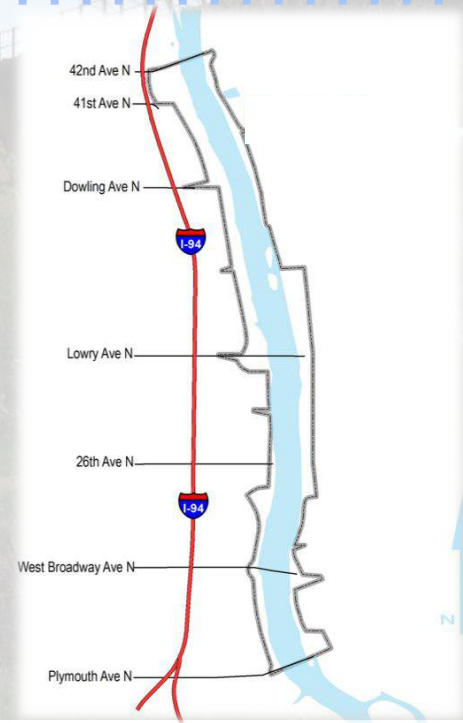 42nd Ave N
41st Ave N
Dowling Ave N
I-94
Lowry Ave N
26th Ave N
I-94
West Broadway Ave N
N
Plymouth Ave N